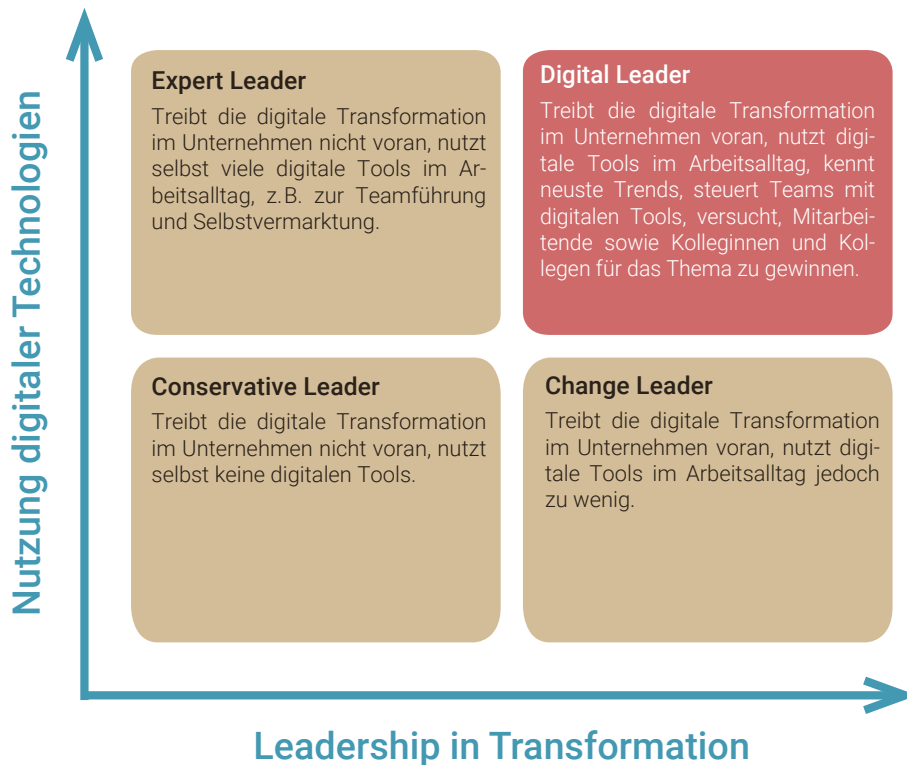 Nutzung digitaler Technologien
Expert Leader
Treibt die digitale Transformation
im Unternehmen nicht voran, nutzt
selbst viele digitale Tools im Ar-
beitsalltag, z.B. zur Teamführung
und Selbstvermarktung.
Digital Leader
Treibt die digitale Transformation
im Unternehmen voran, nutzt digi-
tale Tools im Arbeitsalltag, kennt
neuste Trends, steuert Teams mit
digitalen Tools, versucht, Mitarbei-
tende sowie Kolleginnen und Kol-
legen für das Thema zu gewinnen.
Conservative Leader
Treibt die digitale Transformation
im Unternehmen nicht voran, nutzt
selbst keine digitalen Tools.
Change Leader
Treibt die digitale Transformation
im Unternehmen voran, nutzt digi-
tale Tools im Arbeitsalltag jedoch
zu wenig.
Leadership in Transformation